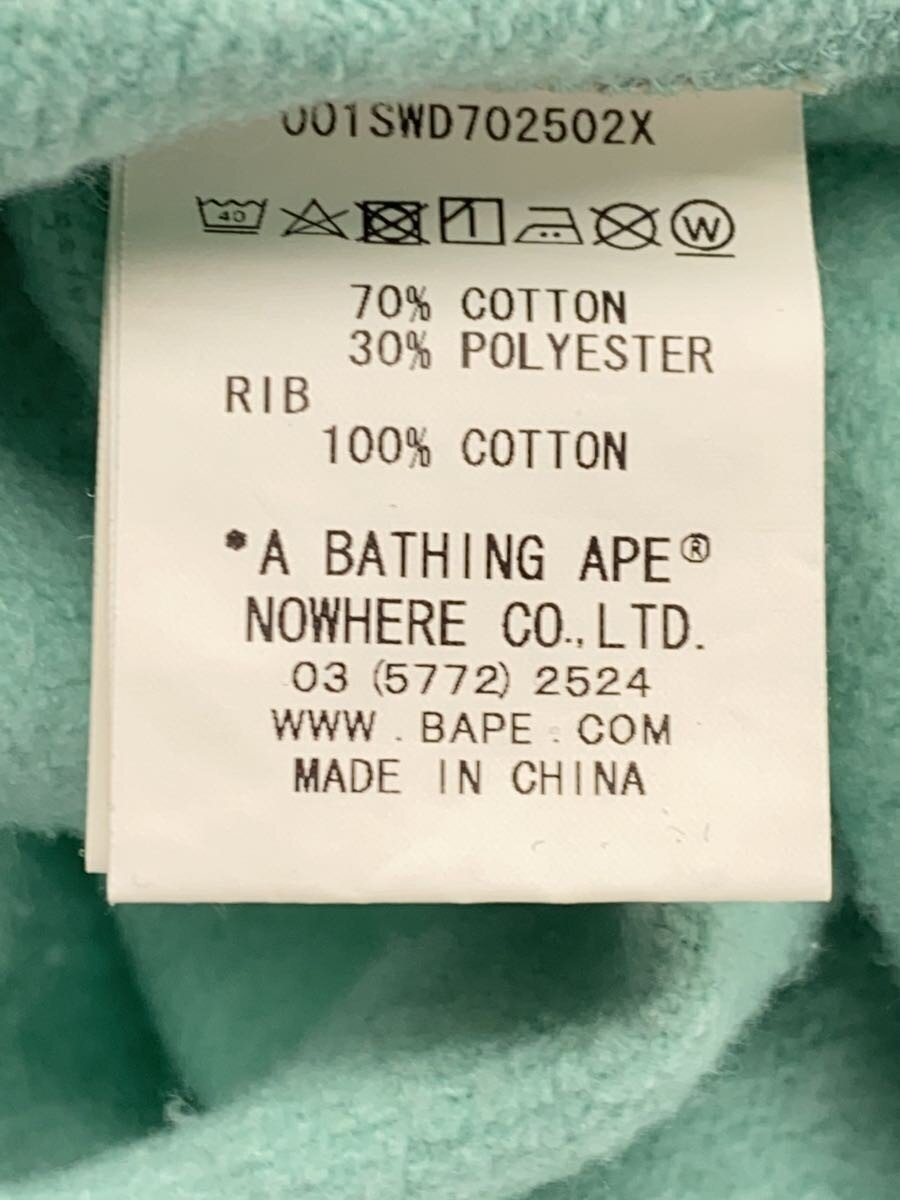 001SWD702502X
40 W
70% COTTON
30% POLYESTER
RIB
100% COTTON
*A BATHING APE®
NOWHERE CO.,LTD.
03 (5772) 2524
WWW.BAPE.COM
MADE IN CHINA